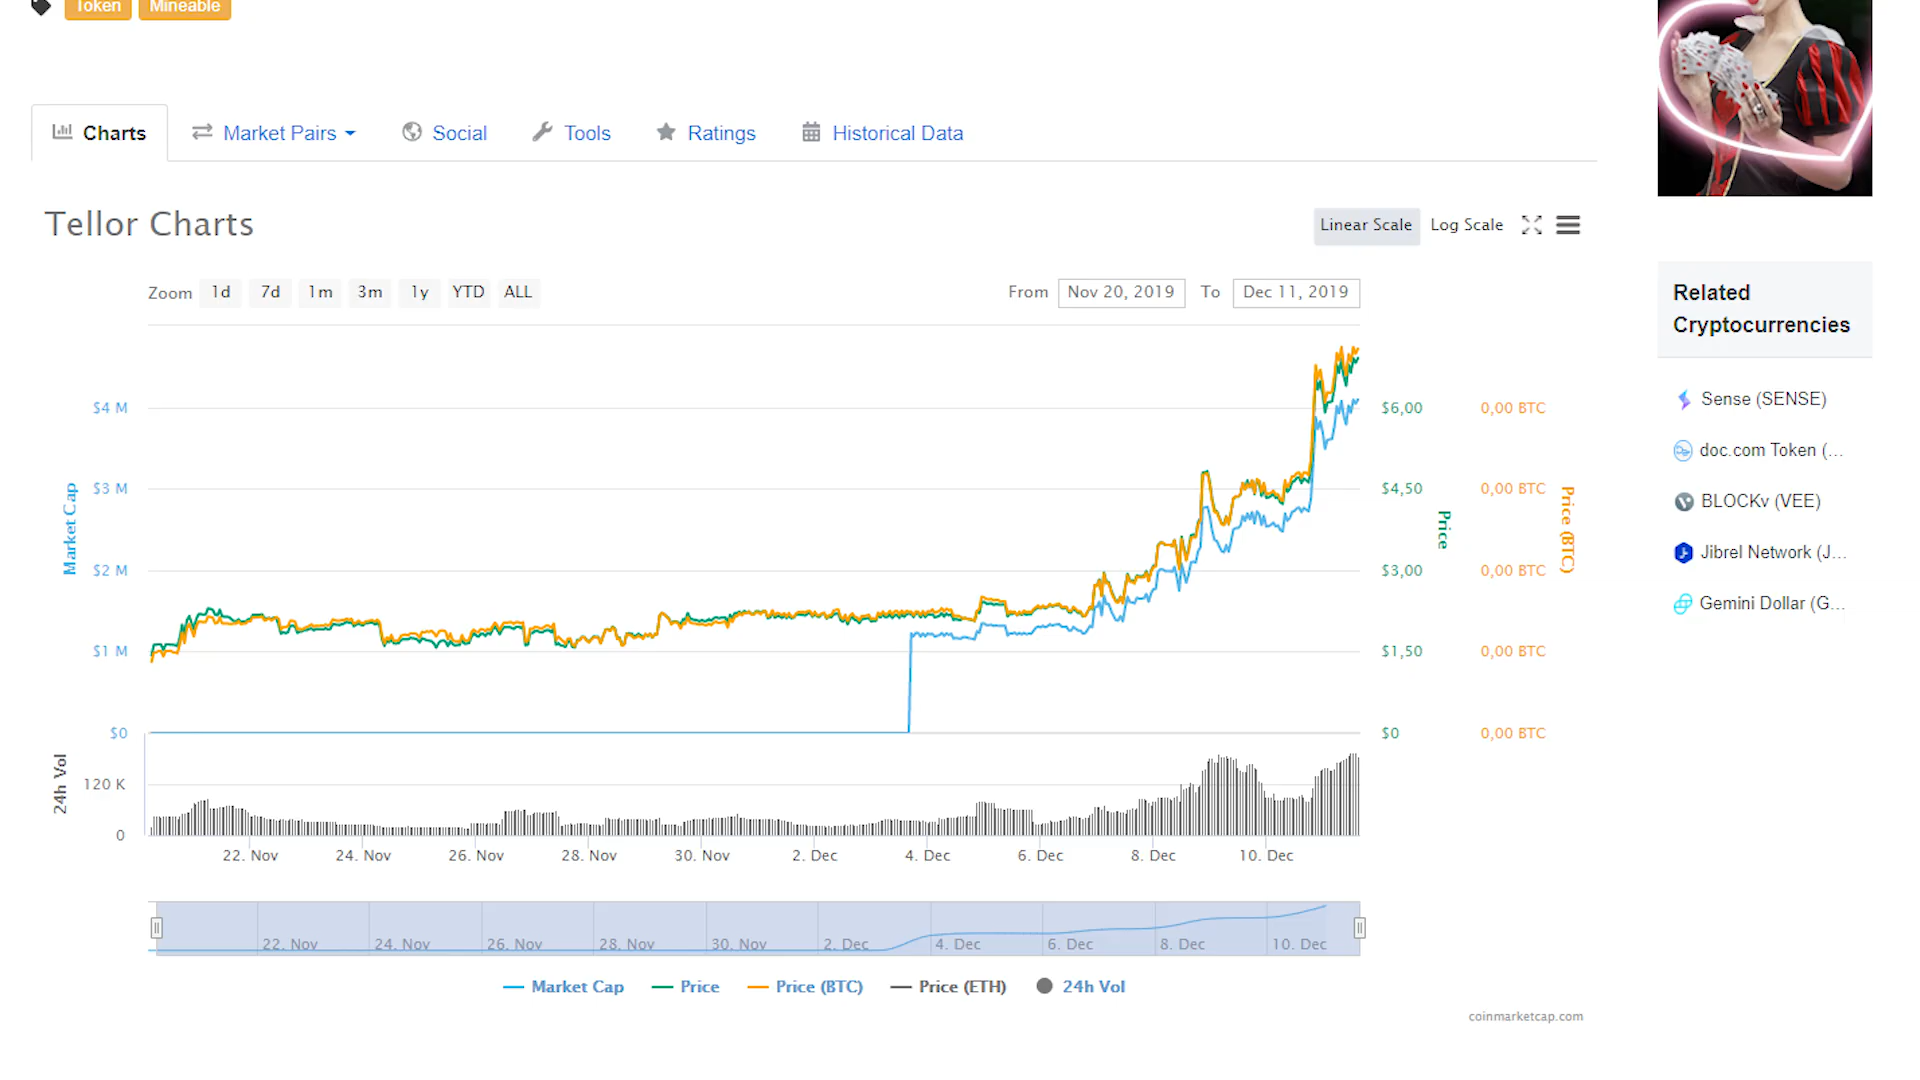 Token Mineable
Charts Market Pairs Social Tools Ratings Historical Data
Tellor Charts
Linear Scale Log Scale
Zoom 1d 7d 1m 3m 1y YTD ALL
From Nov 20, 2019 To Dec 11, 2019
Related
Cryptocurrencies
Sense (SENSE)
doc.com Token (...
BLOCKv (VEE)
Jibrel Network (J...
Gemini Dollar (G...
Market Cap
$4 M
$3 M
$2 M
$1 M
$0
$6,00
$4,50
$3,00
$1,50
$0
Price
0,00 BTC
0,00 BTC
0,00 BTC
0,00 BTC
0,00 BTC
Price (BTC)
24h Vol
120 K
0
22. Nov 24. Nov 26. Nov 28. Nov 30. Nov 2. Dec 4. Dec 6. Dec 8. Dec 10. Dec
22. Nov 24. Nov 26. Nov 28. Nov 30. Nov 2. Dec 4. Dec 6. Dec 8. Dec 10. Dec
Market Cap Price Price (BTC) Price (ETH) 24h Vol
coinmarketcap.com